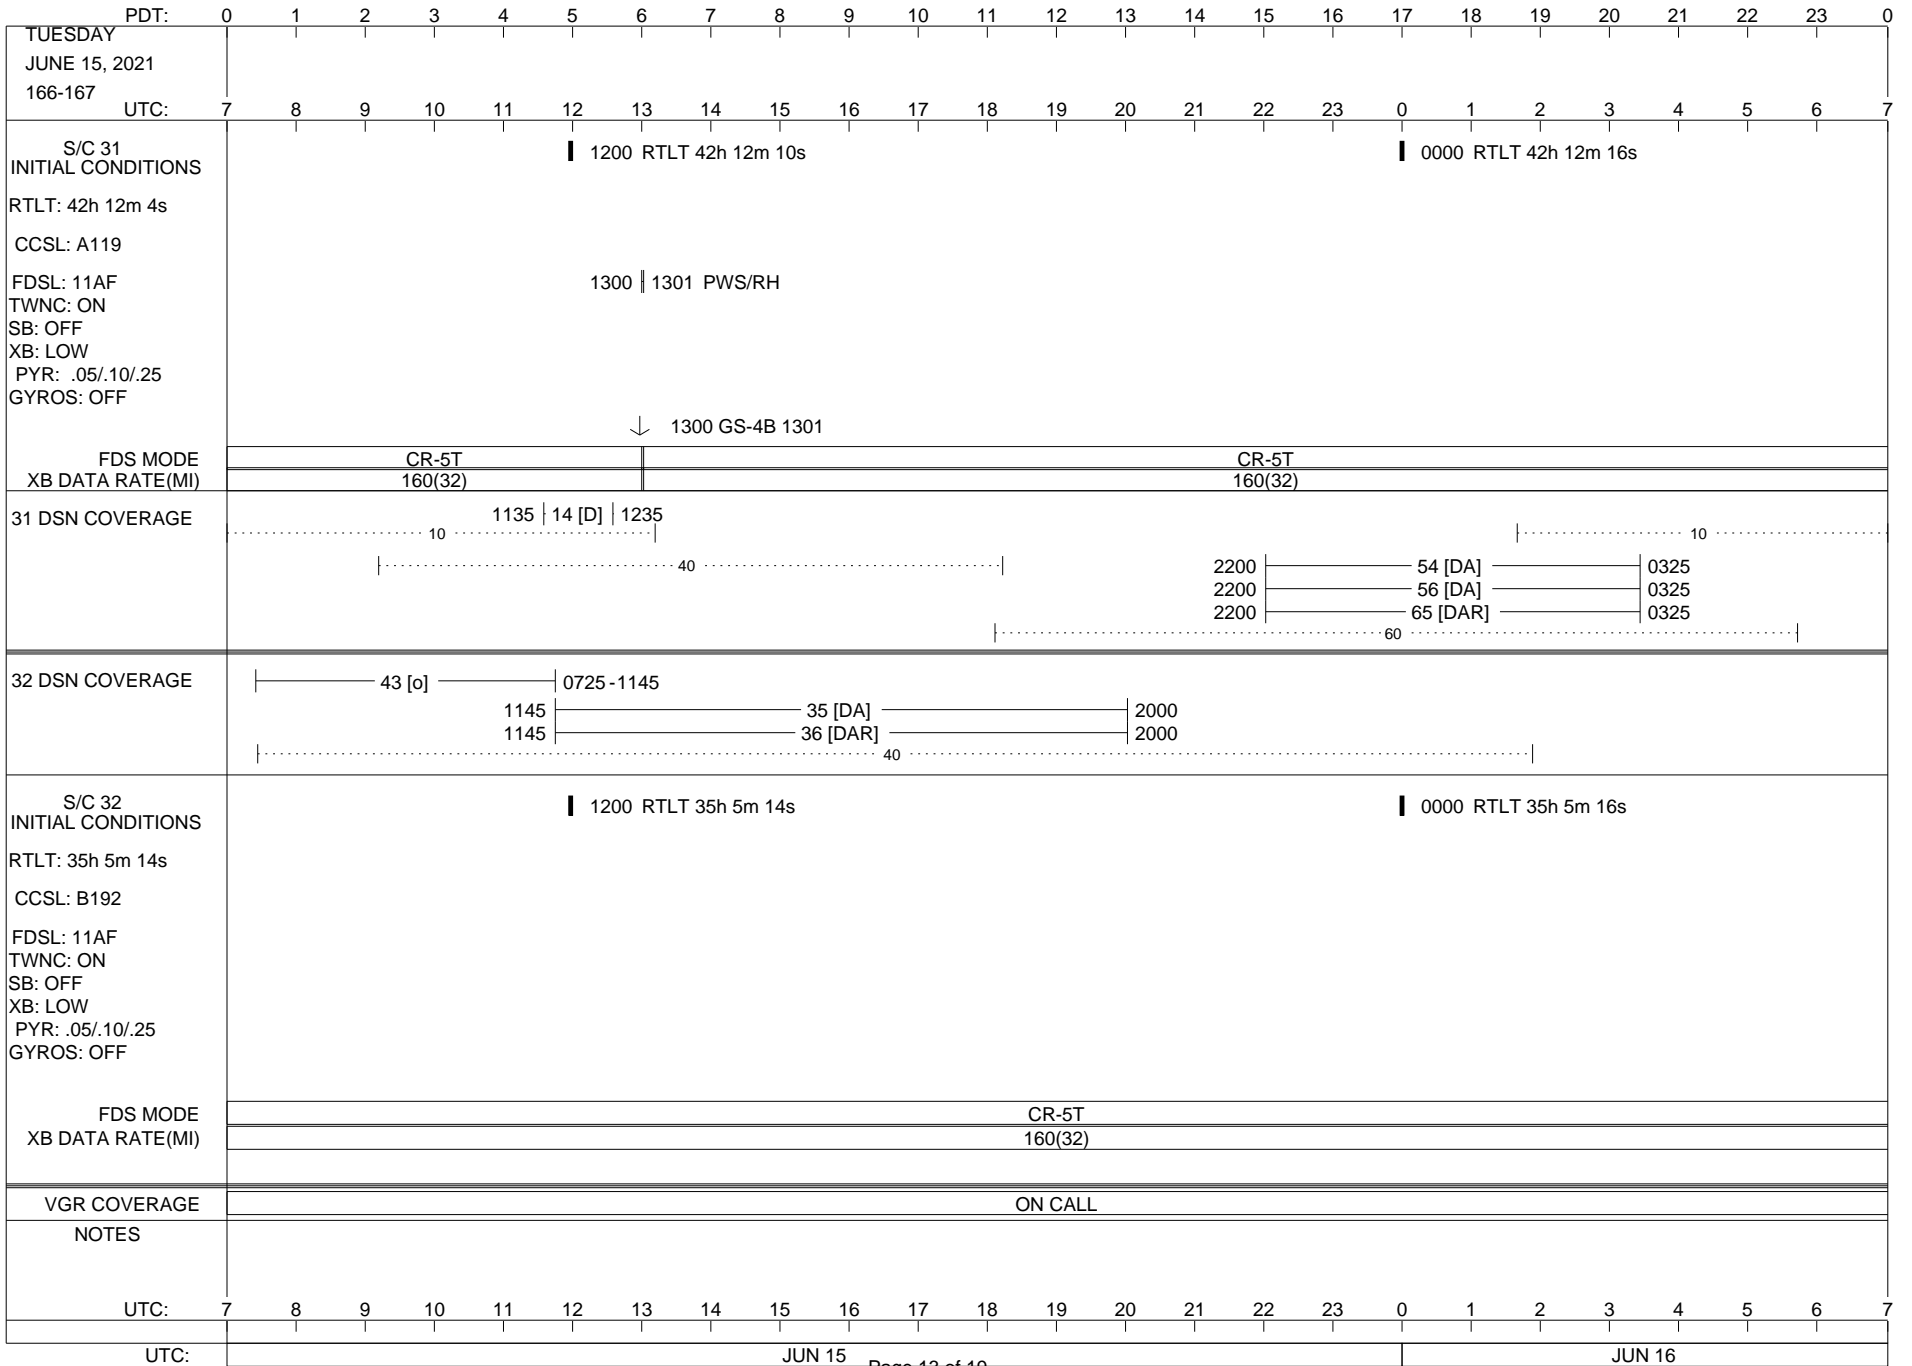 PDT: 0 1 2 3 4 5 6 7 8 9 10 11 12 13 14 15 16 17 18 19 20 21 22 23 0
TUESDAY
JUNE 15, 2021
166-167
UTC: 7 8 9 10 11 12 13 14 15 16 17 18 19 20 21 22 23 0 1 2 3 4 5 6 7
S/C 31
INITIAL CONDITIONS
1200 RTLT 42h 12m 10s
0000 RTLT 42h 12m 16s
RTLT: 42h 12m 4s
CCSL: A119
FDSL: 11AF
1300 1301 PWS/RH
TWNC: ON
SB: OFF
XB: LOW
PYR: .05/.10/.25
GYROS: OFF
1300 GS-4B 1301
FDS MODE CR-5T CR-5T
XB DATA RATE(MI) 160(32) 160(32)
31 DSN COVERAGE
1135 14 [D] 1235
10 10
40
2200 54 [DA] 0325
2200 56 [DA] 0325
2200 65 [DAR] 0325
60
32 DSN COVERAGE
43 [o] 0725-1145
1145 35 [DA] 2000
1145 36 [DAR] 2000
40
S/C 32
INITIAL CONDITIONS
1200 RTLT 35h 5m 14s
0000 RTLT 35h 5m 16s
RTLT: 35h 5m 14s
CCSL: B192
FDSL: 11AF
TWNC: ON
SB: OFF
XB: LOW
PYR: .05/.10/.25
GYROS: OFF
FDS MODE CR-5T
XB DATA RATE(MI) 160(32)
VGR COVERAGE ON CALL
NOTES
UTC: 7 8 9 10 11 12 13 14 15 16 17 18 19 20 21 22 23 0 1 2 3 4 5 6 7
UTC: JUN 15 JUN 16